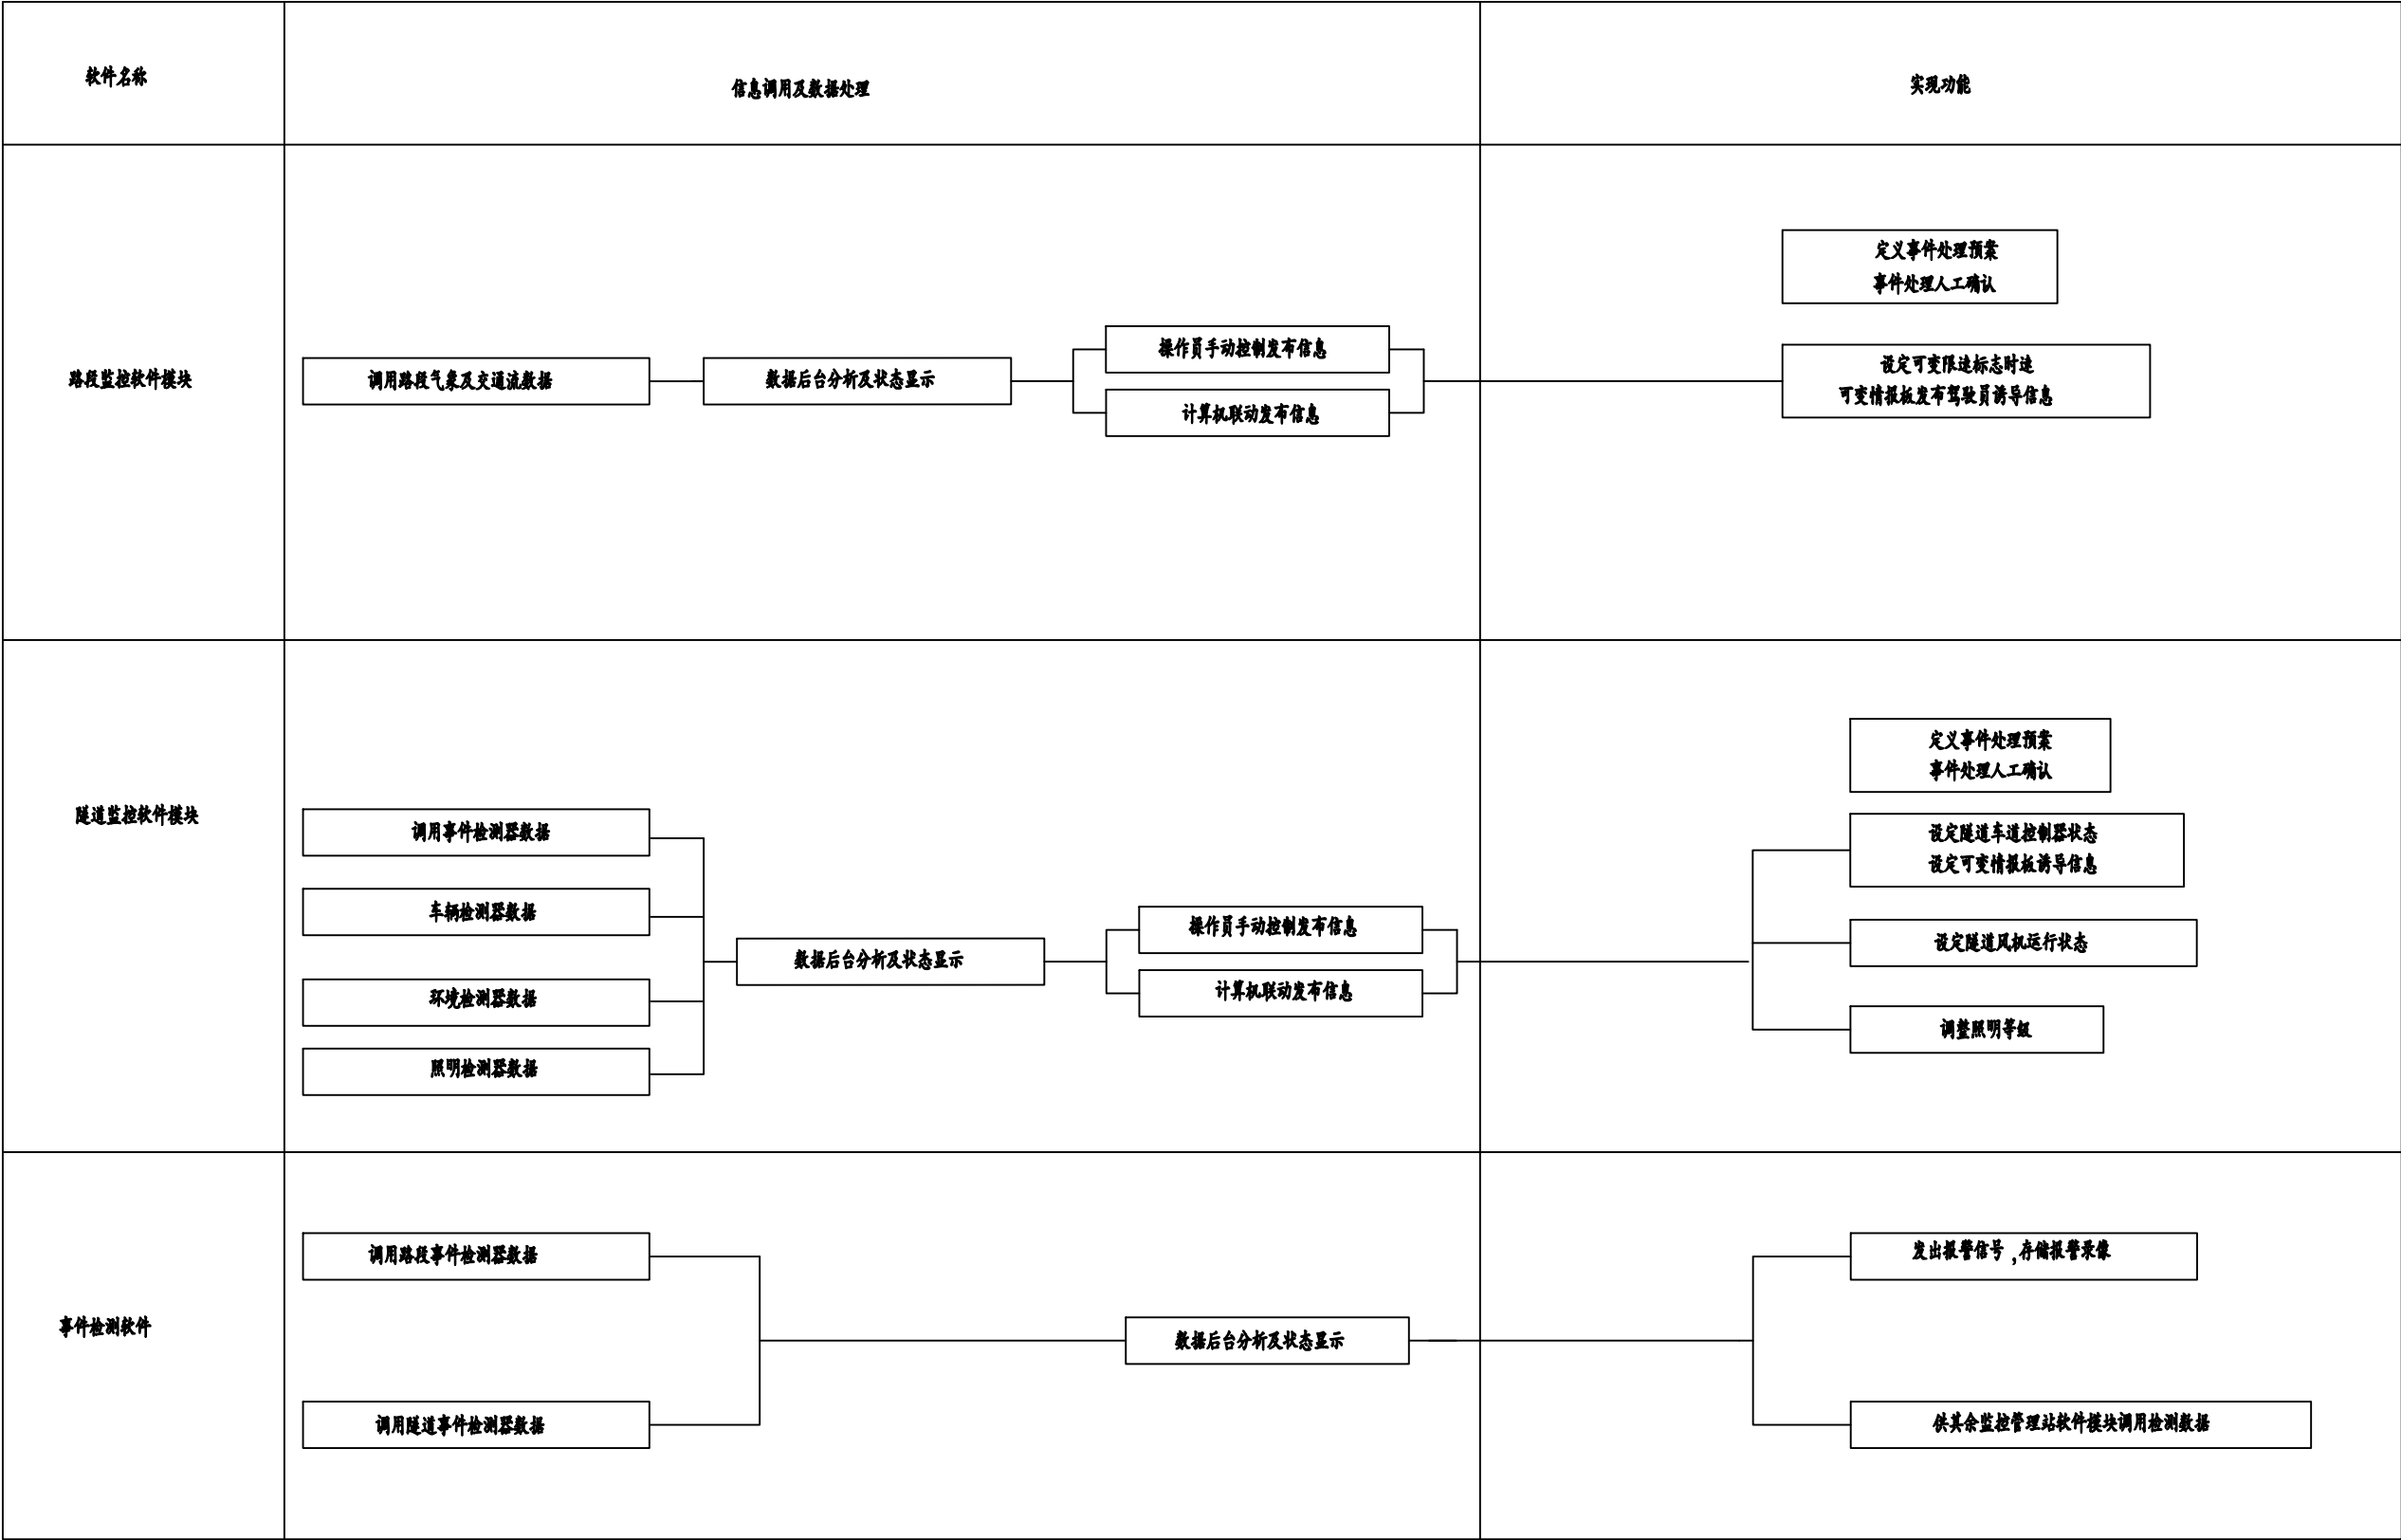 软件名称
信息调用及数据处理
实现功能
路段监控软件模块
调用路段气象及交通流数据
数据后台分析及状态显示
操作员手动控制发布信息
计算机联动发布信息
定义事件处理预案
事件处理人工确认
设定可变限速标志时速
可变情报板发布驾驶员诱导信息
隧道监控软件模块
调用事件检测器数据
车辆检测器数据
环境检测器数据
照明检测器数据
数据后台分析及状态显示
操作员手动控制发布信息
计算机联动发布信息
定义事件处理预案
事件处理人工确认
设定隧道车道控制器状态
设定可变情报板诱导信息
设定隧道风机运行状态
调整照明等级
事件检测软件
调用路段事件检测器数据
调用隧道事件检测器数据
数据后台分析及状态显示
发出报警信号,存储报警录像
供其余监控管理站软件模块调用检测数据